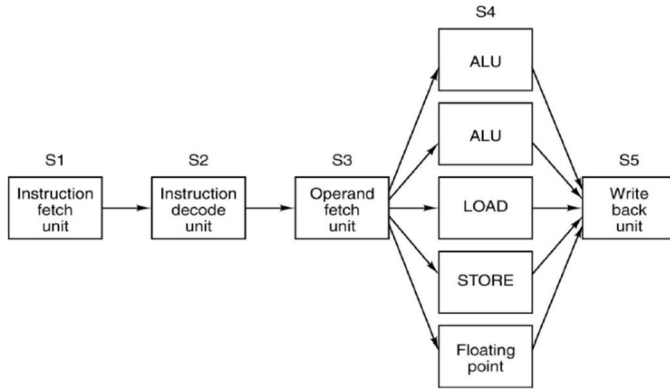 S4
ALU
ALU
S1
S2
S3
S5
Instruction
fetch
unit
Instruction
decode
unit
Operand
fetch
unit
LOAD
Write
back
unit
STORE
Floating
point